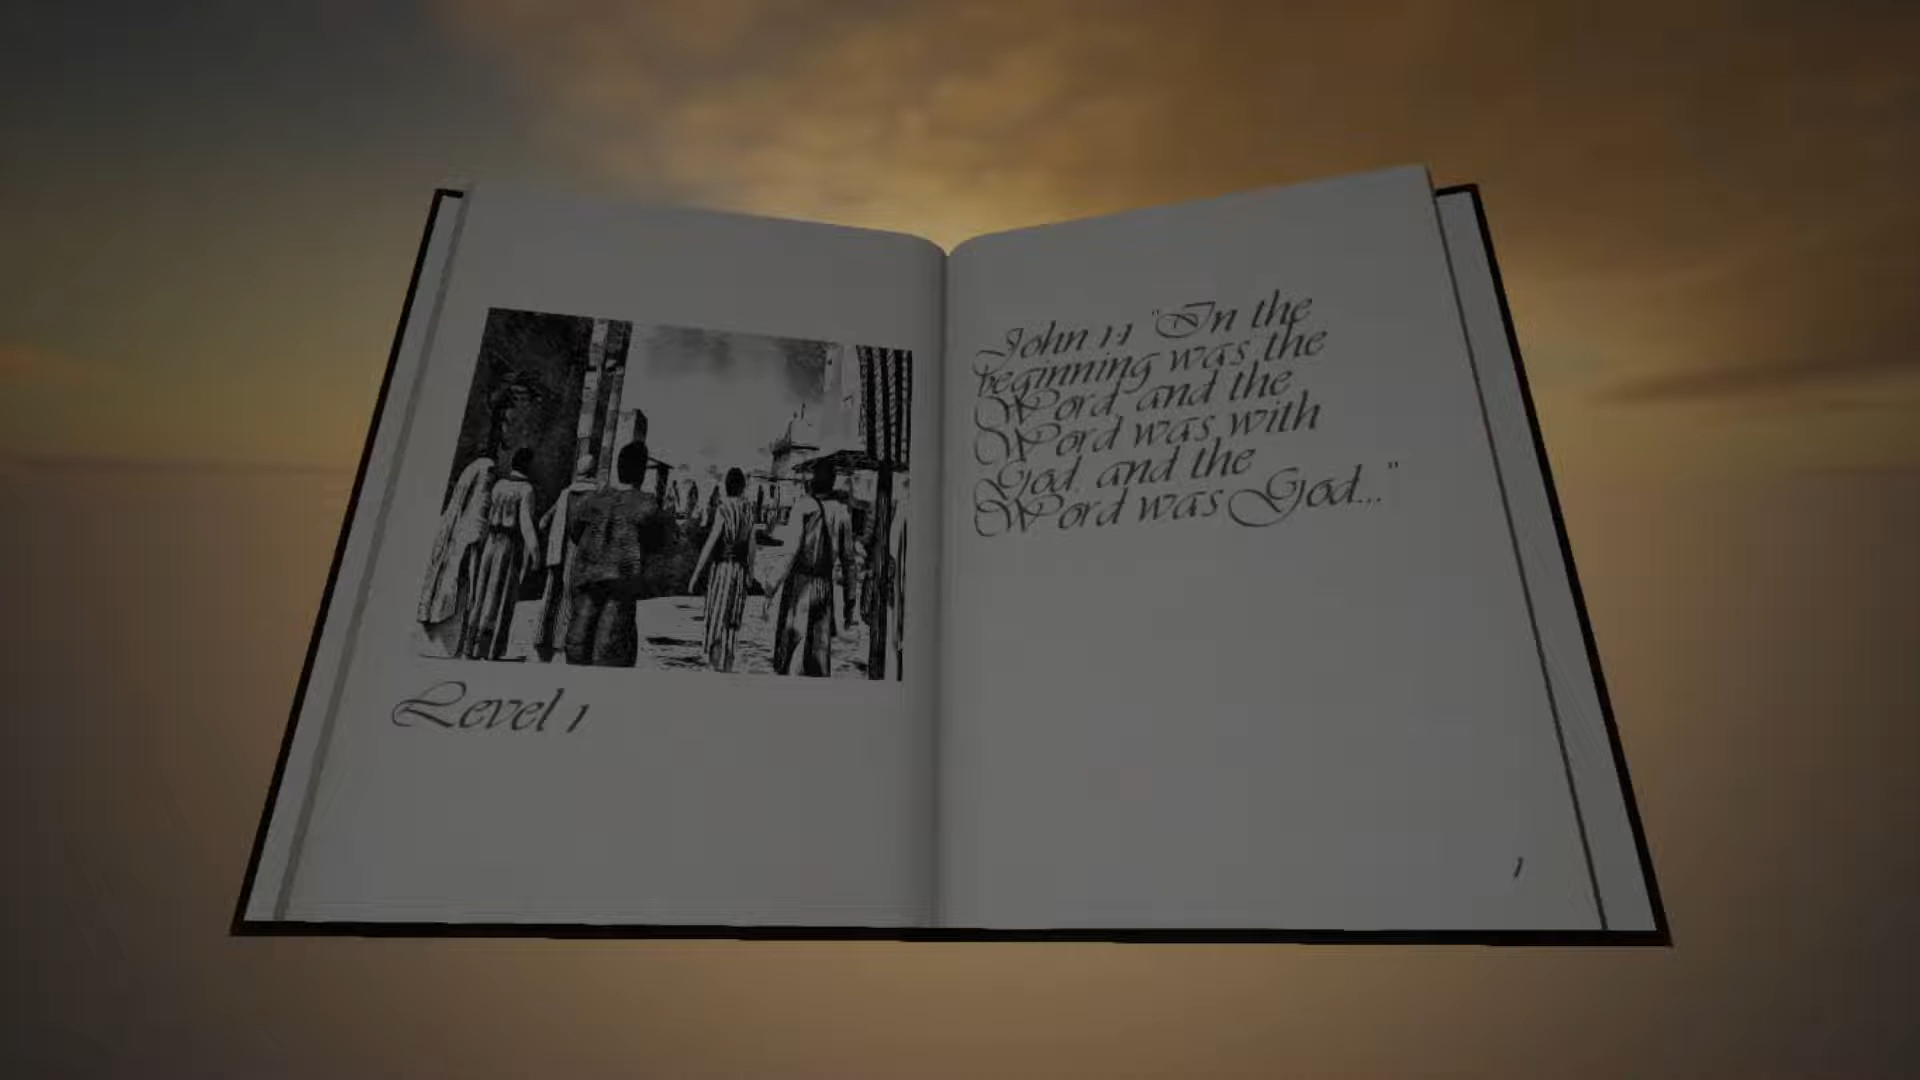 Level 1
John 1:1 "In the
beginning was the
Word, and the
Word was with
God, and the
Word was God..."
1